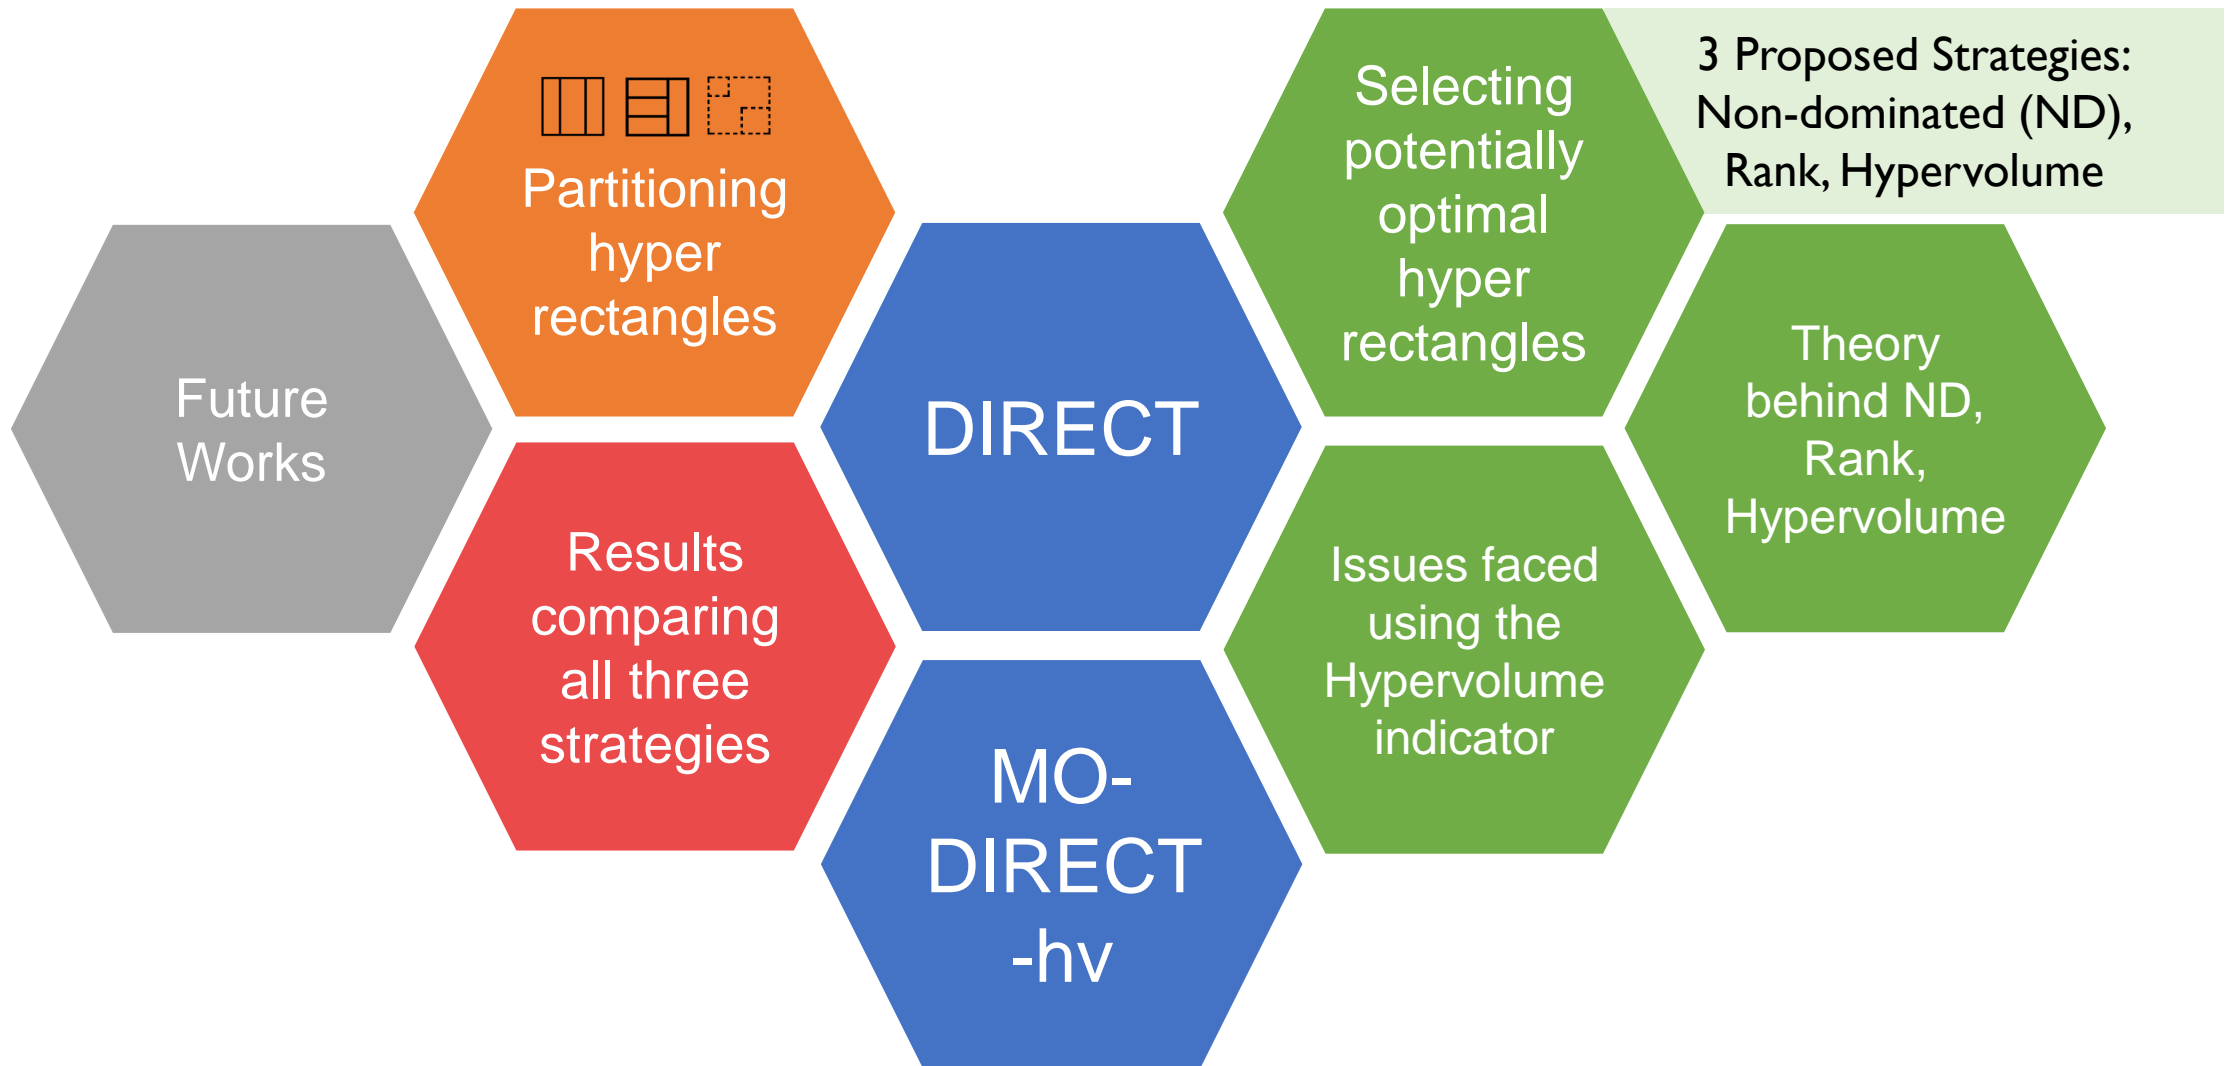 Future
Works
Partitioning
hyper
rectangles
Results
comparing
all three
strategies
DIRECT
MO-
DIRECT
-hv
Selecting
potentially
optimal
hyper
rectangles
3 Proposed Strategies:
Non-dominated (ND),
Rank, Hypervolume
Theory
behind ND,
Rank,
Hypervolume
Issues faced
using the
Hypervolume
indicator